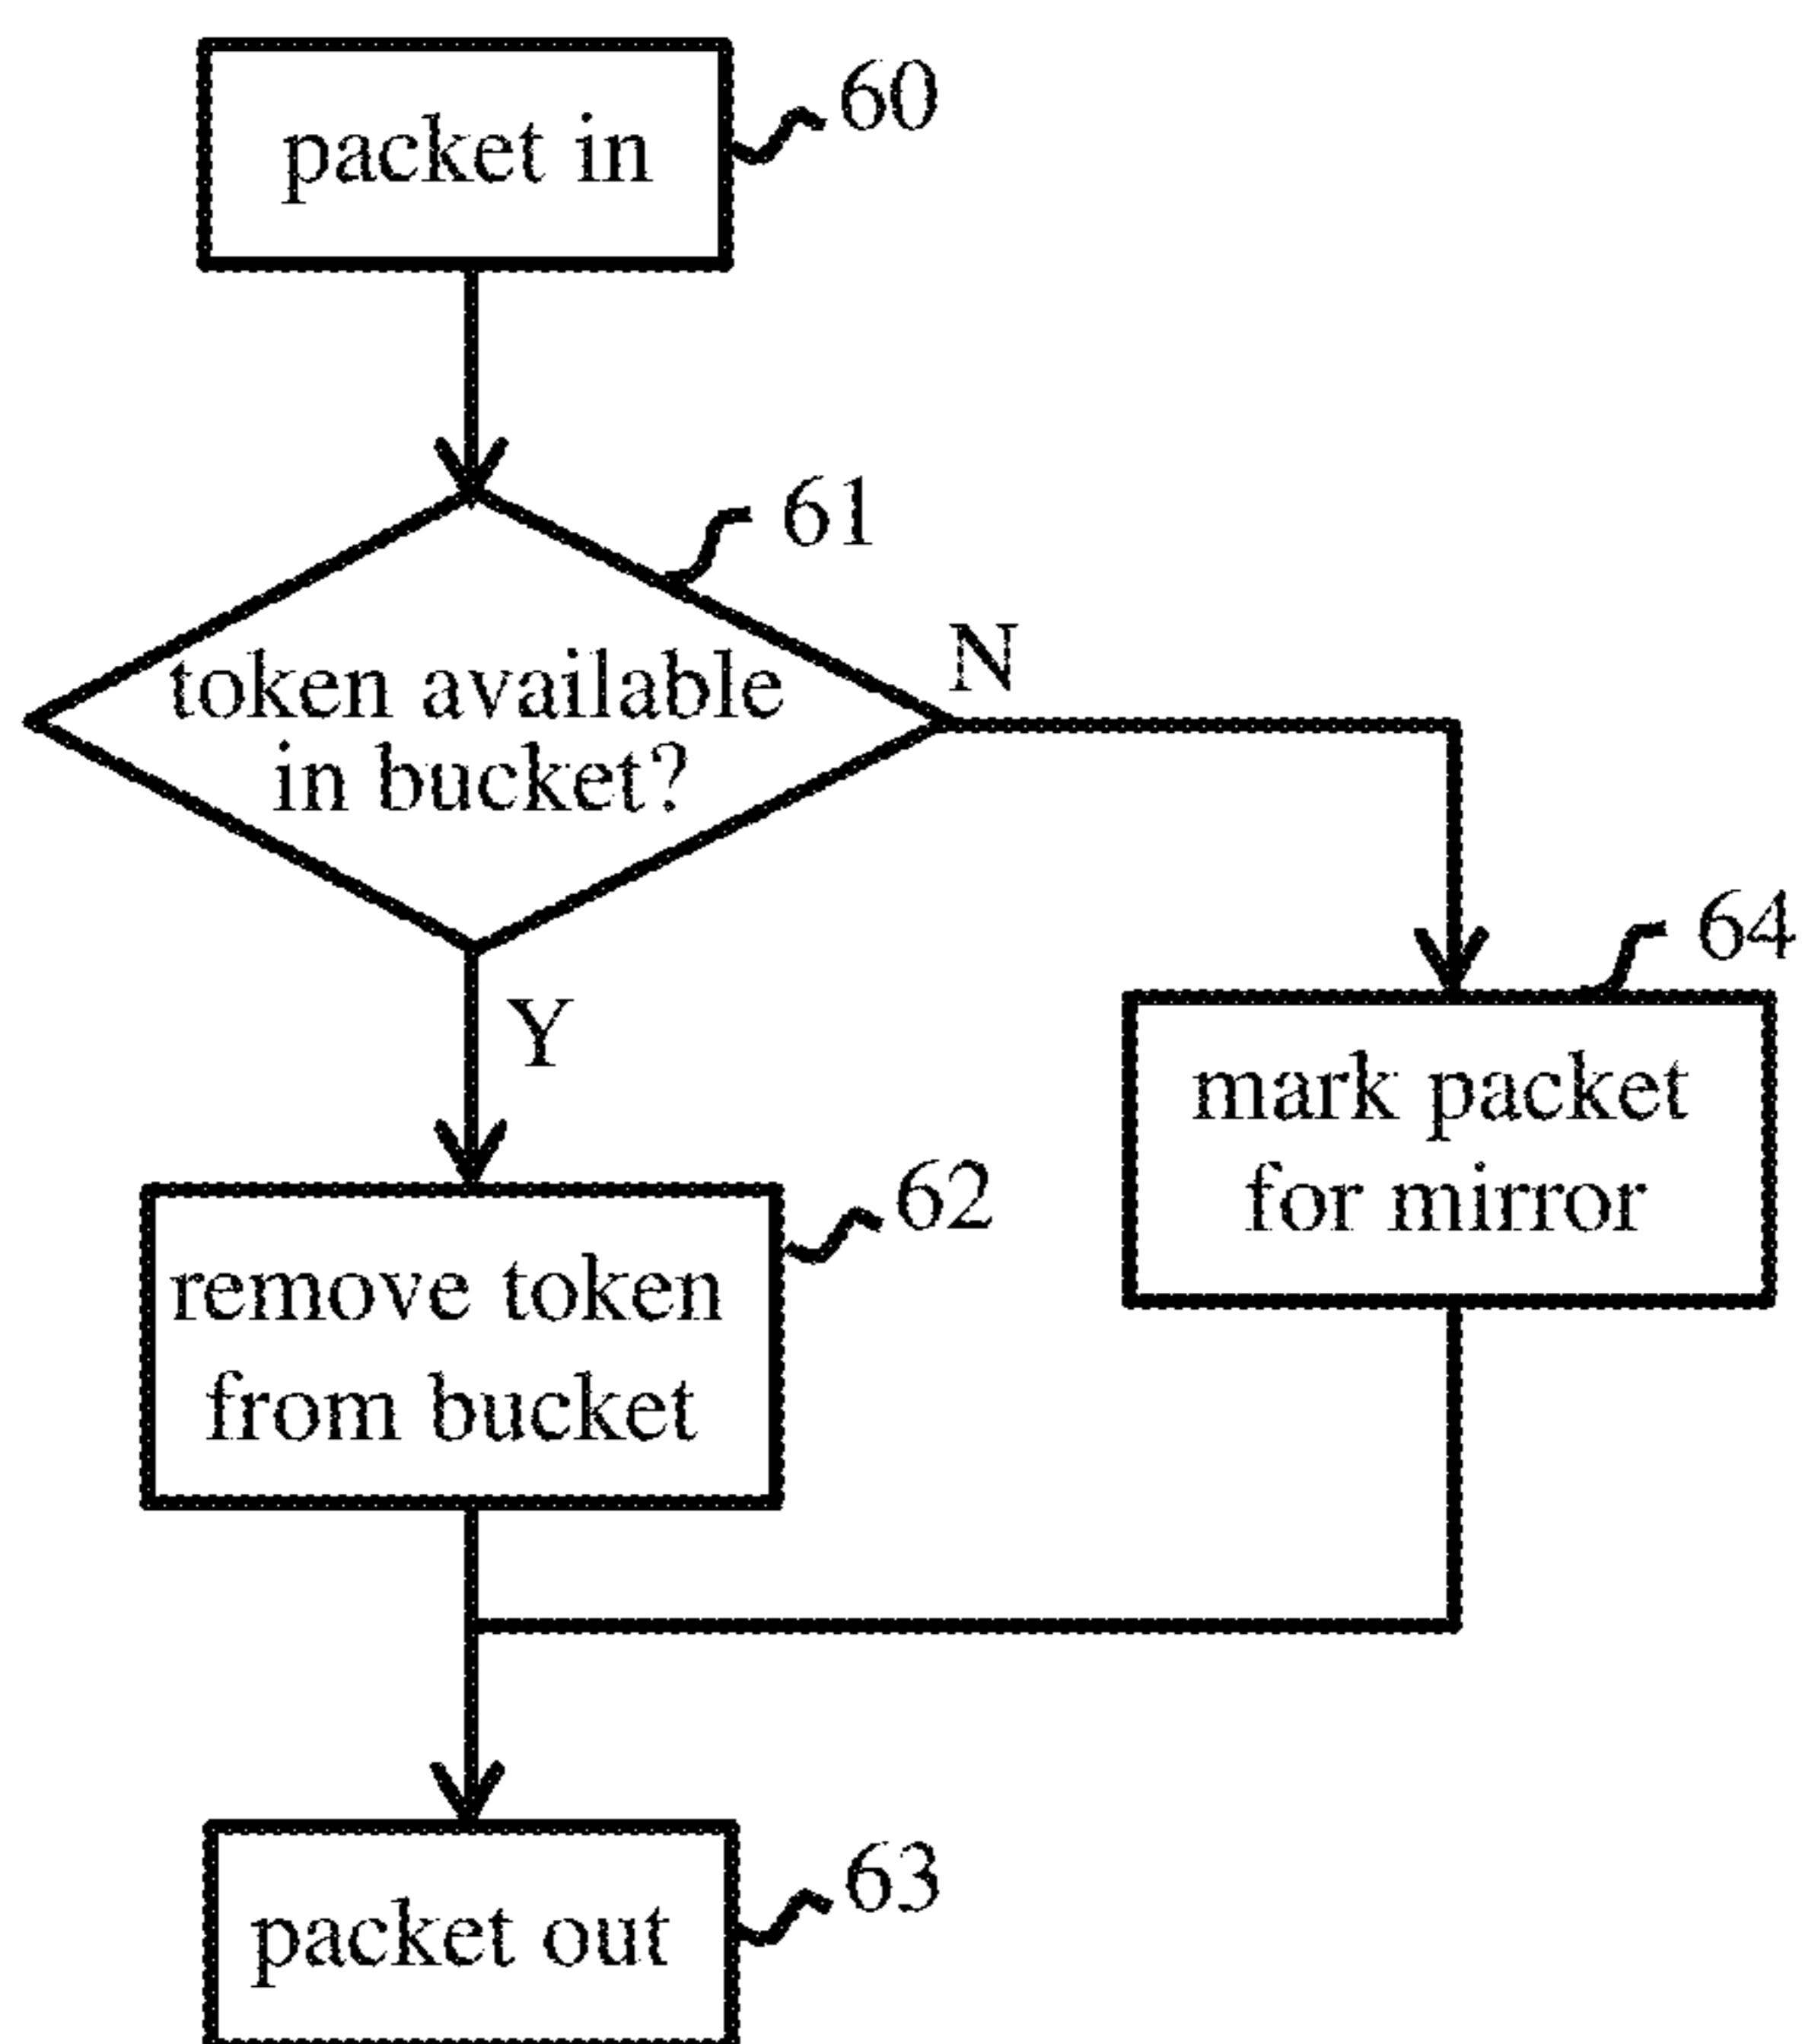 packet in
60
61
token available
in bucket?
N
Y
64
mark packet
for mirror
62
remove token
from bucket
63
packet out